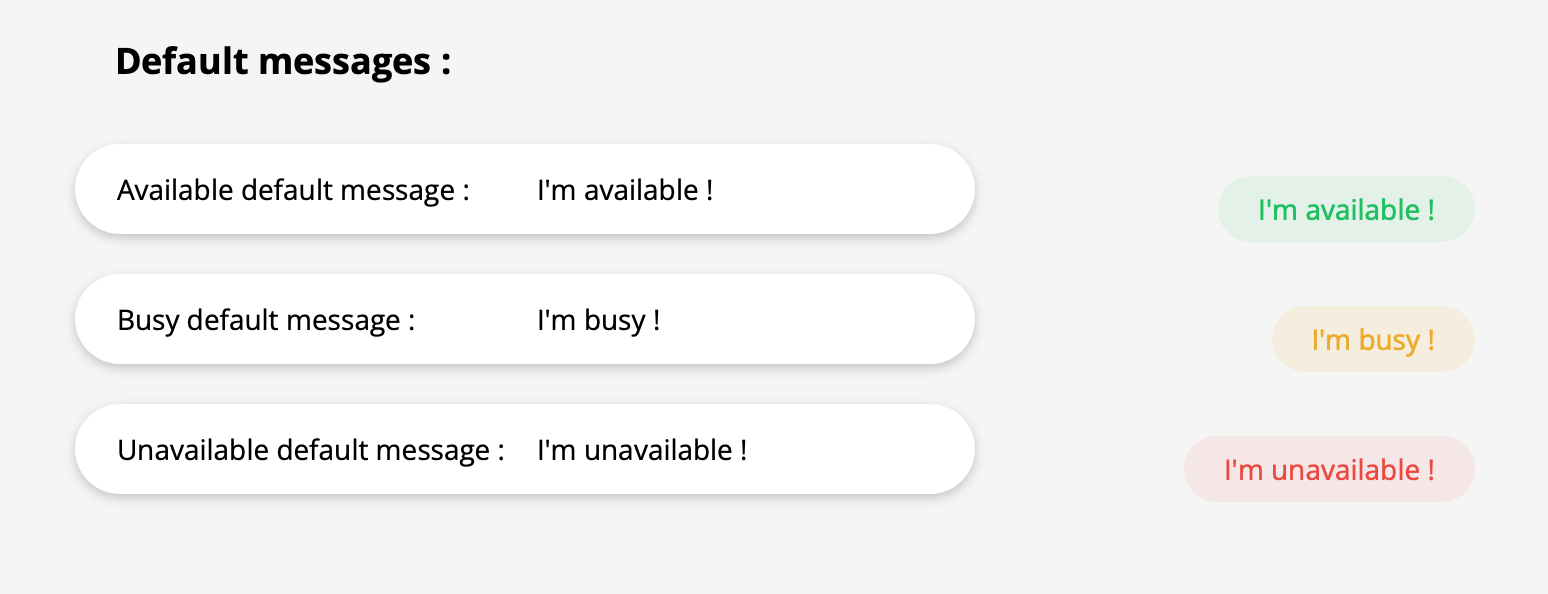 Default messages :
Available default message : I'm available !
I'm available !
Busy default message : I'm busy !
I'm busy !
Unavailable default message : I'm unavailable !
I'm unavailable !